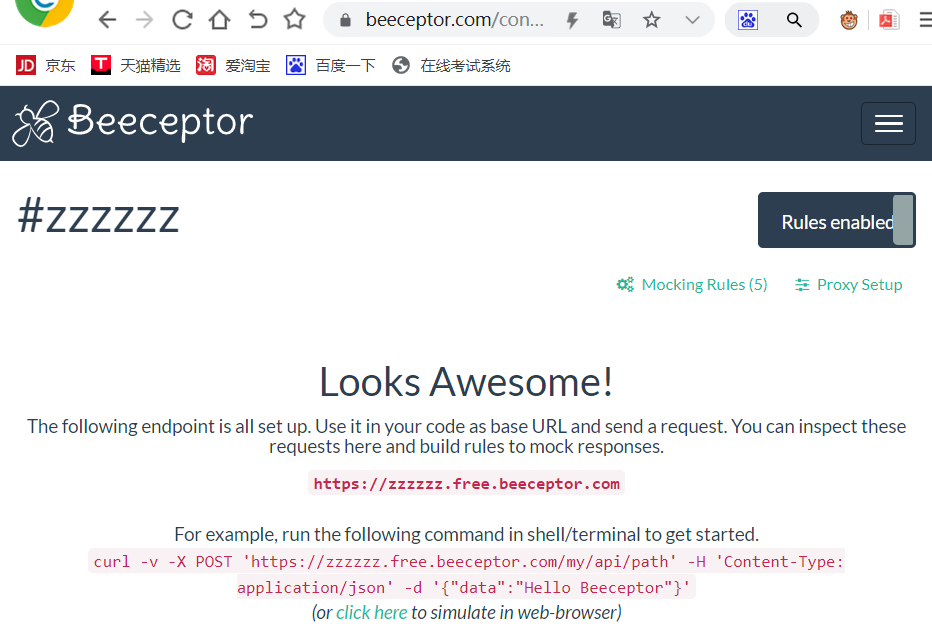 beeceptor.com/con...
JD 京东 T 天猫精选 淘 爱淘宝 百度一下 在线考试系统
Beeceptor
#zzzzzz
Rules enabled
Mocking Rules (5) Proxy Setup
Looks Awesome!
The following endpoint is all set up. Use it in your code as base URL and send a request. You can inspect these
requests here and build rules to mock responses.
https://zzzzzz.free.beeceptor.com
For example, run the following command in shell/terminal to get started.
curl -v -X POST 'https://zzzzzz.free.beeceptor.com/my/api/path' -H 'Content-Type:
application/json' -d '{"data":"Hello Beeceptor"}'
(or click here to simulate in web-browser)